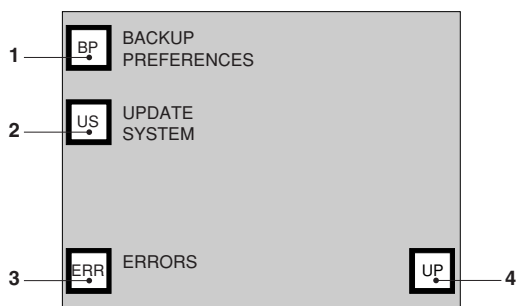 1 BP BACKUP
PREFERENCES
2 US UPDATE
SYSTEM
3 ERR ERRORS
UP 4